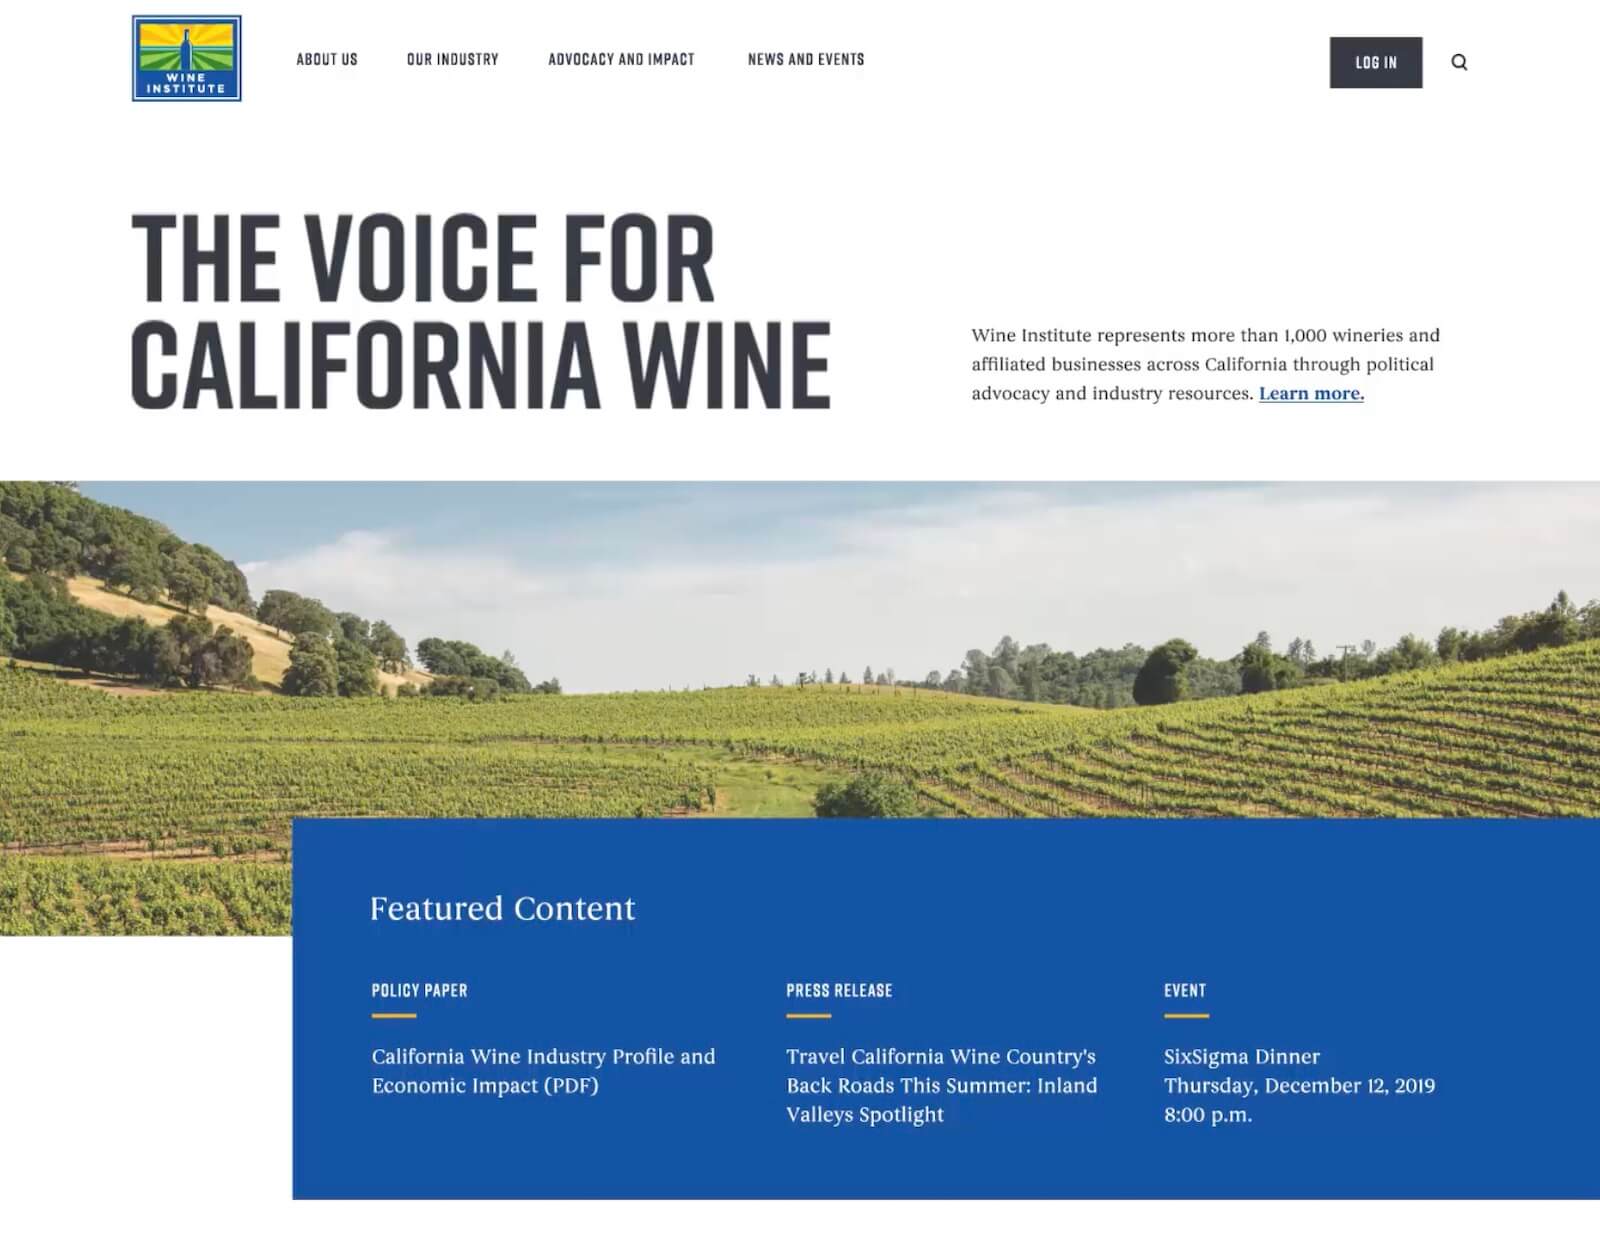 WINE
INSTITUTE
ABOUT US
OUR INDUSTRY
ADVOCACY AND IMPACT
NEWS AND EVENTS
LOG IN
THE VOICE FOR
CALIFORNIA WINE
Wine Institute represents more than 1,000 wineries and
affiliated businesses across California through political
advocacy and industry resources. Learn more.
Featured Content
POLICY PAPER
California Wine Industry Profile and
Economic Impact (PDF)
PRESS RELEASE
Travel California Wine Country's
Back Roads This Summer: Inland
Valleys Spotlight
EVENT
SixSigma Dinner
Thursday, December 12, 2019
8:00 p.m.